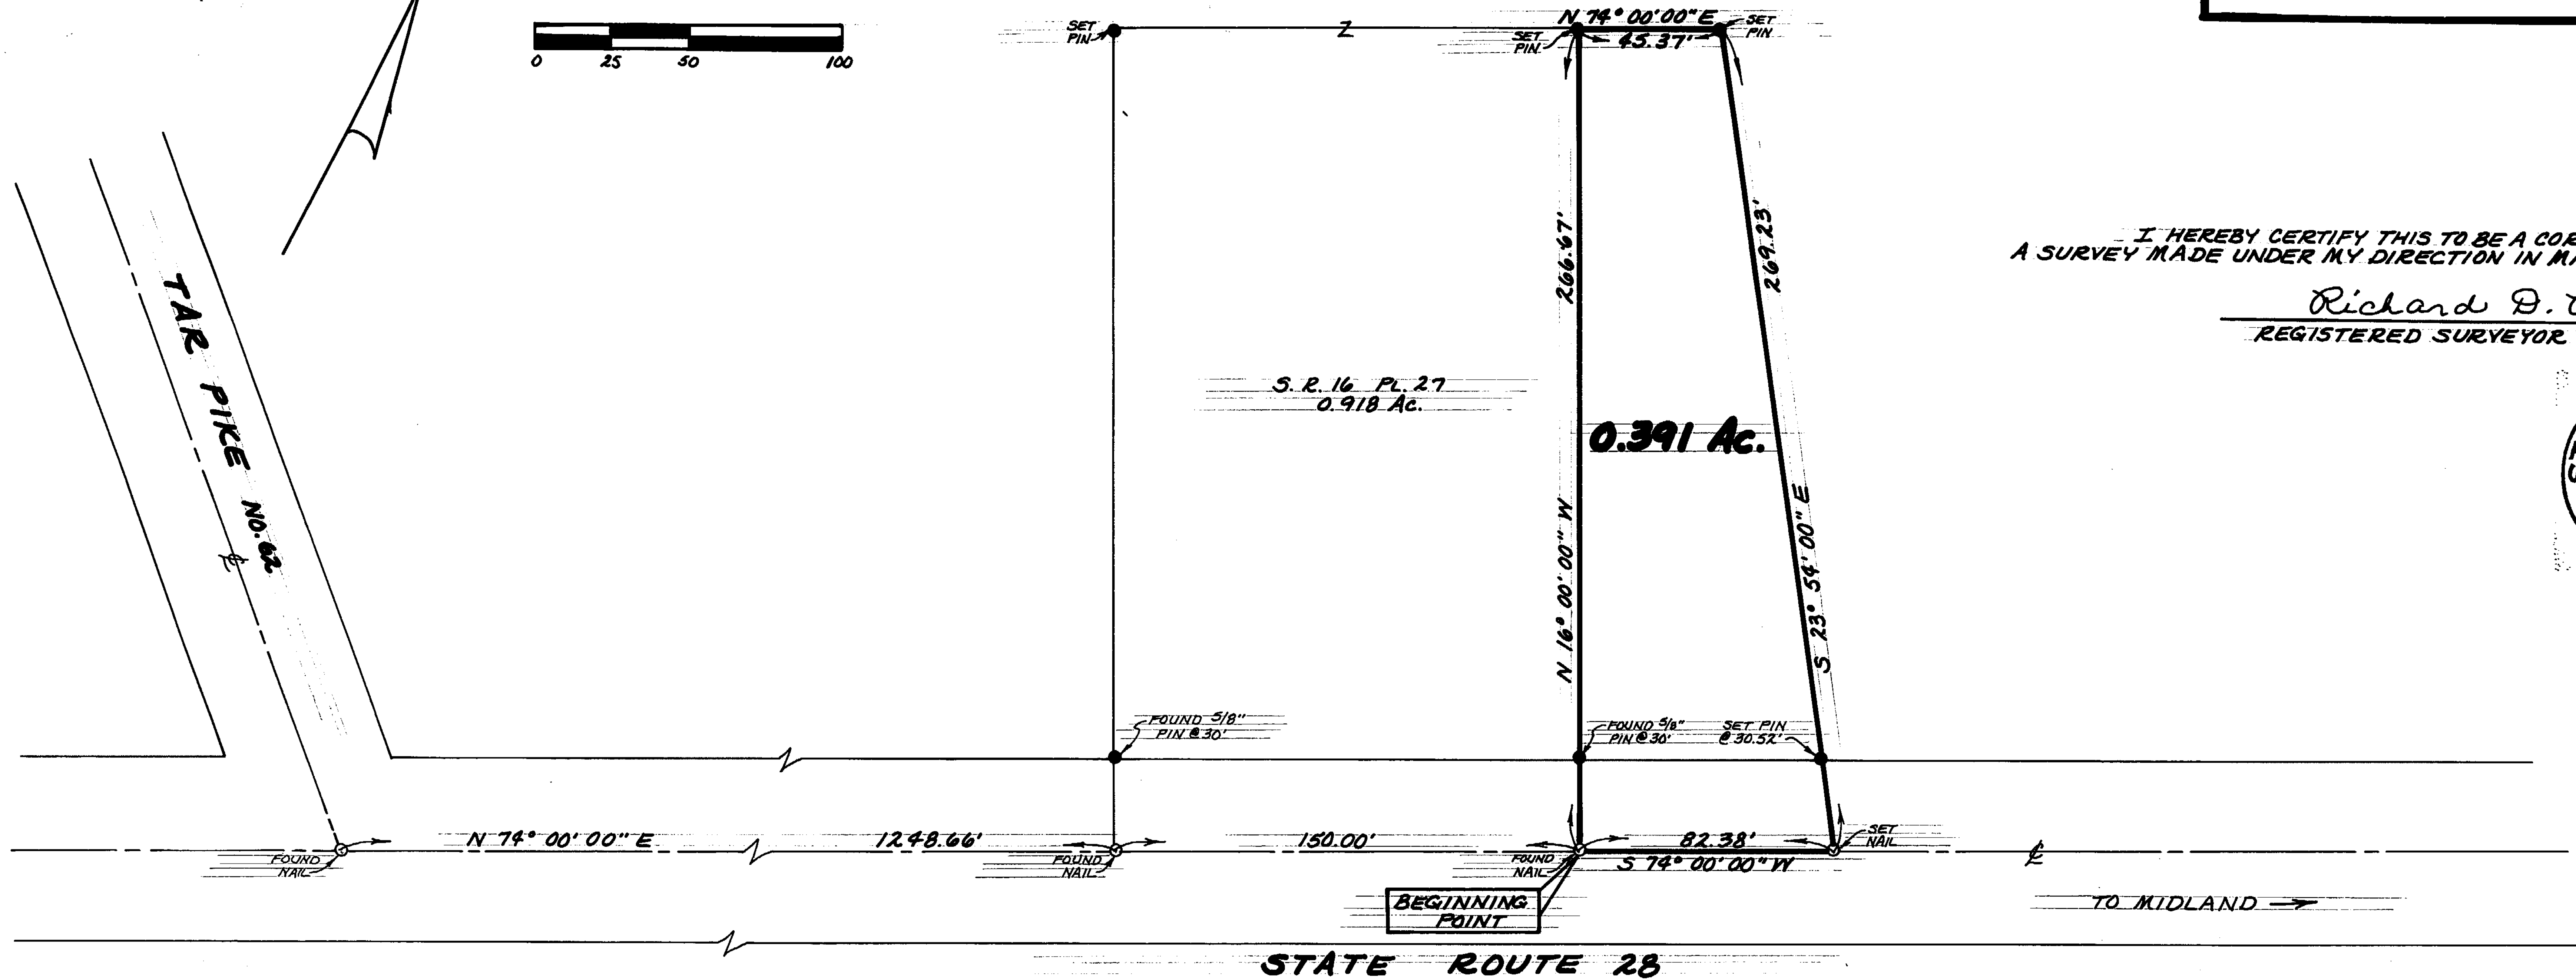 0 25 50 100
SET
PIN
Z
N 74° 00' 00" E
SET
PIN
45.37'
SET
PIN
TAR PIKE NO. 62
℄
266.67'
N 16° 00' 00" W
269.23'
S 23° 54' 00" E
S. R. 16 PL. 27
0.918 Ac.
0.391 Ac.
I HEREBY CERTIFY THIS TO BE A
A SURVEY MADE UNDER MY DIRECTION IN
Richard D.
REGISTERED SURVEYOR
FOUND 5/8"
PIN @ 30'
FOUND 5/8"
PIN @ 30'
SET PIN
@ 30.52'
N 74° 00' 00" E
1248.66'
150.00'
82.38'
S 74° 00' 00" W
SET
NAIL
FOUND
NAIL
FOUND
NAIL
FOUND
NAIL
℄
BEGINNING
POINT
TO MIDLAND
STATE ROUTE 28